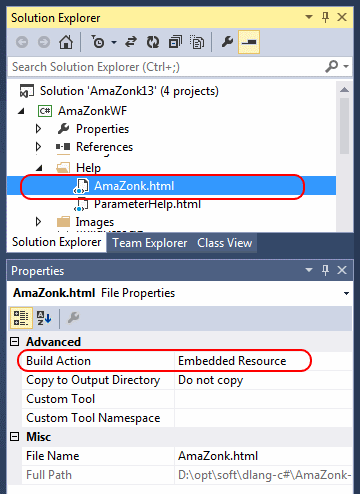 Solution Explorer
Search Solution Explorer (Ctrl+;)
Solution 'AmaZonk13' (4 projects)
C# AmaZonkWF
Properties
References
Help
AmaZonk.html
ParameterHelp.html
Images
Solution Explorer Team Explorer Class View
Properties
AmaZonk.html File Properties
Advanced
Build Action Embedded Resource
Copy to Output Directory Do not copy
Custom Tool
Custom Tool Namespace
Misc
File Name AmaZonk.html
Full Path D:\opt\soft\dlang-c#\AmaZonk-